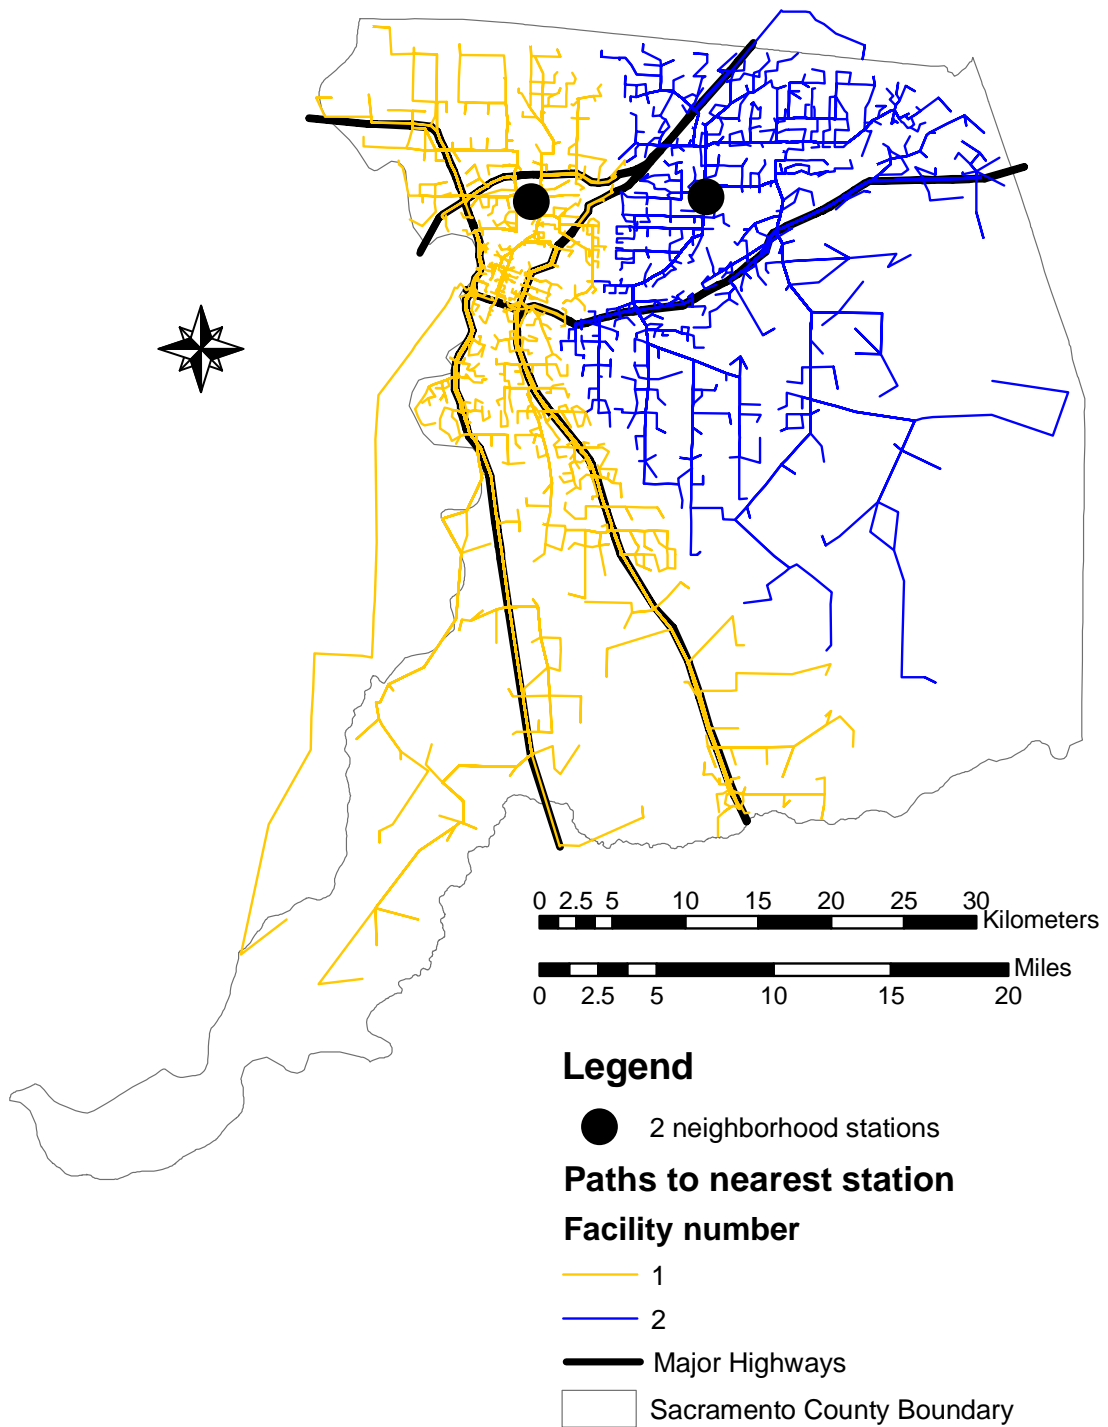 0 2.5 5 10 15 20 25 30
Kilometers
Miles
0 2.5 5 10 15 20
Legend
2 neighborhood stations
Paths to nearest station
Facility number
1
2
Major Highways
Sacramento County Boundary